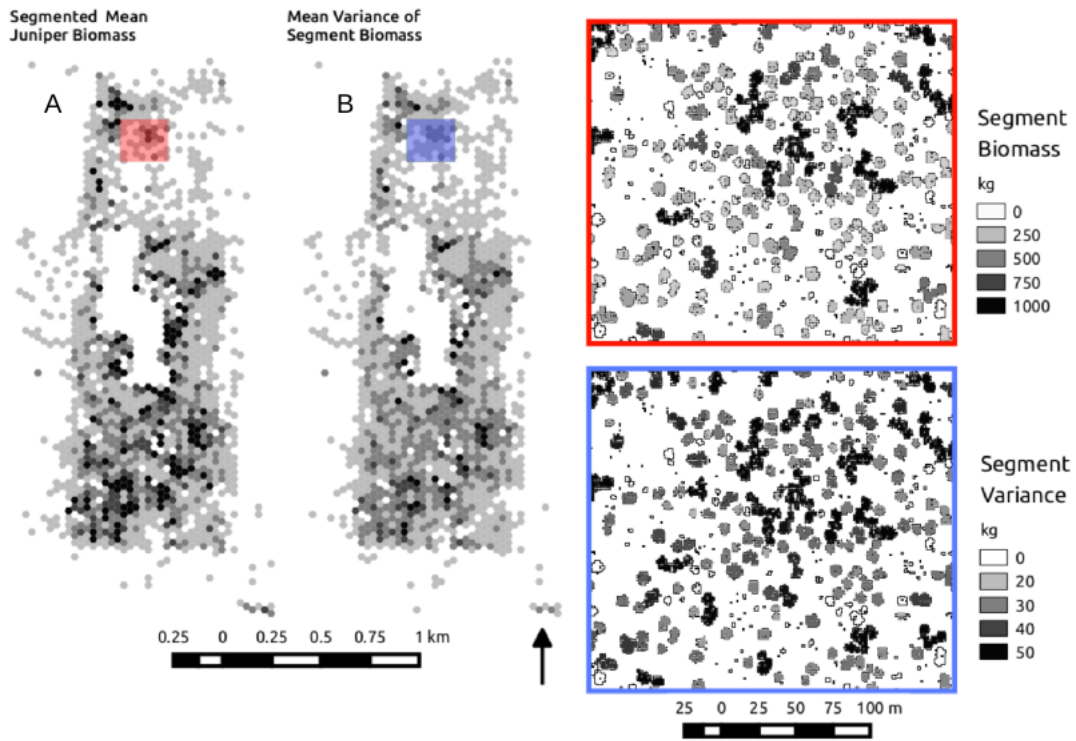 Segmented Mean
Juniper Biomass
Mean Variance of
Segment Biomass
A
B
Segment
Biomass
kg
0
250
500
750
1000
Segment
Variance
kg
0
20
30
40
50
0.25 0 0.25 0.5 0.75 1 km
25 0 25 50 75 100 m